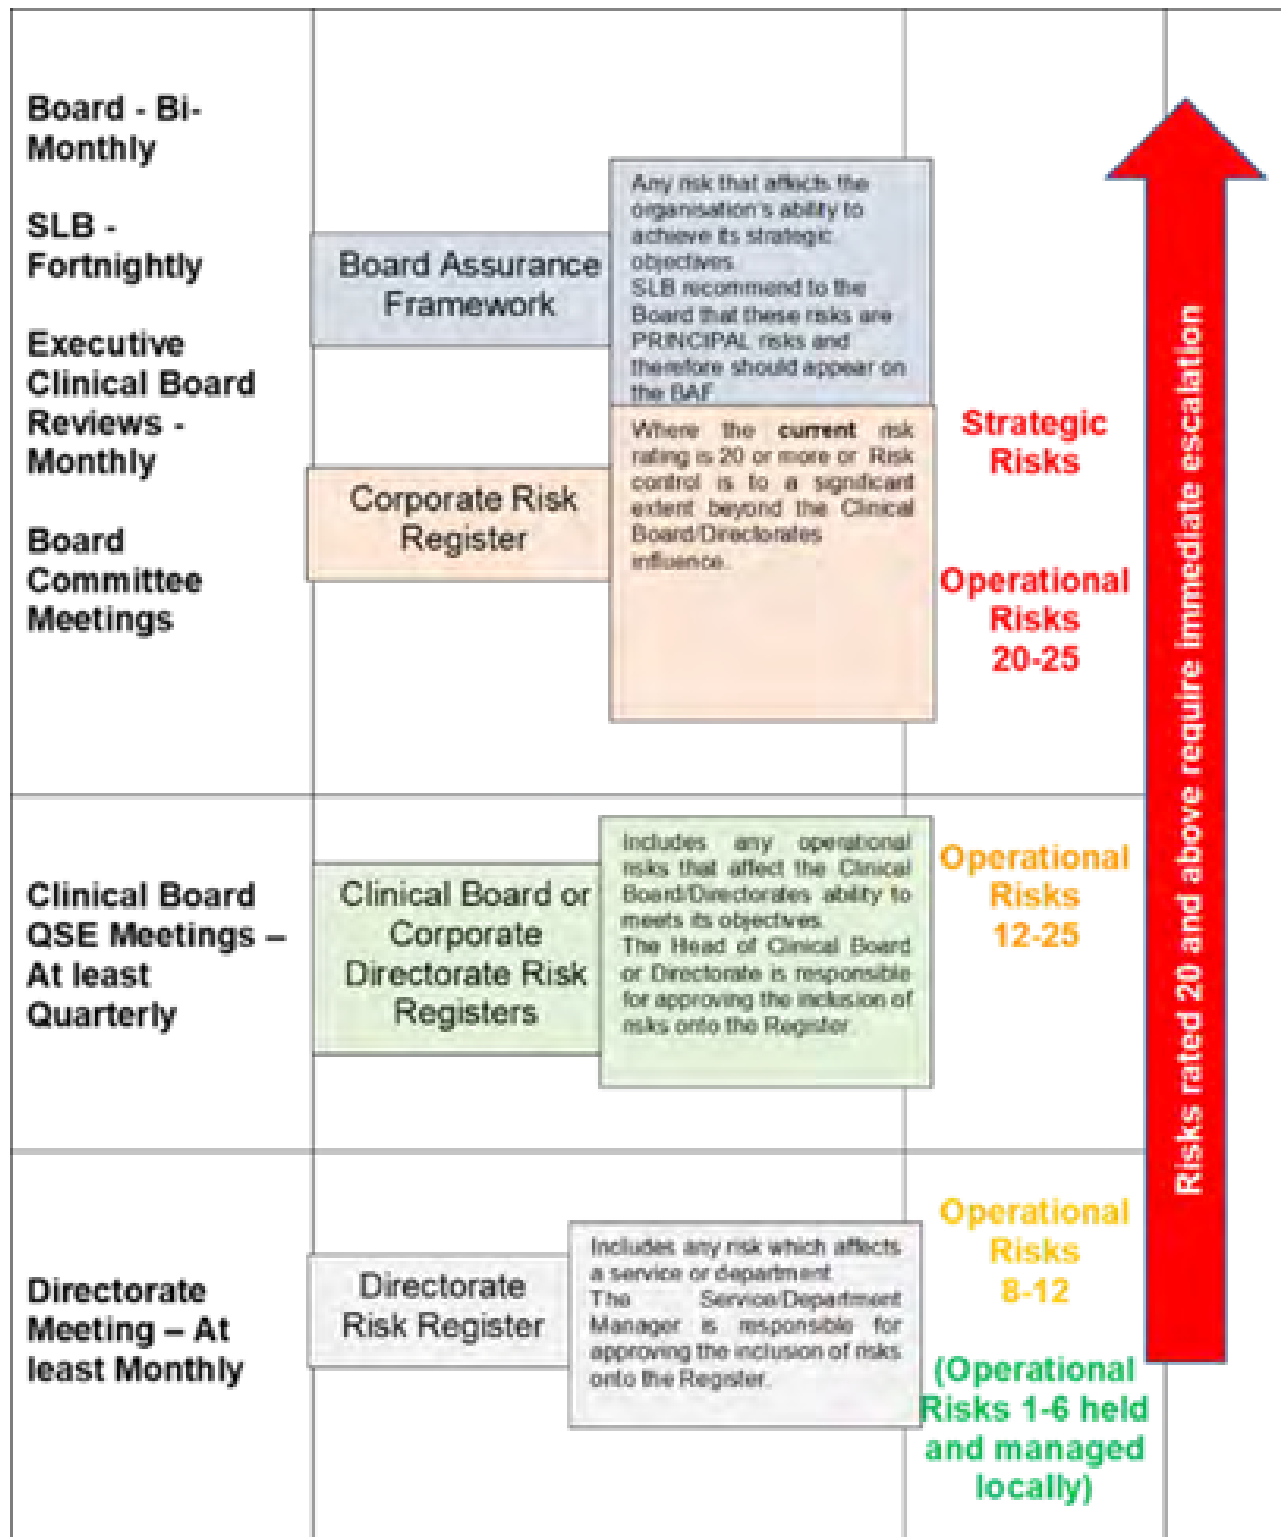 Board - Bi-
Monthly
SLB -
Fortnightly
Executive
Clinical Board
Reviews -
Monthly
Board
Committee
Meetings
Board Assurance
Framework
Any risk that affects the
organisation's ability to
achieve its strategic
objectives.
SLB recommend to the
Board that these risks are
PRINCIPAL risks and
therefore should appear on
the BAF
Corporate Risk
Register
Where the current risk
rating is 20 or more or Risk
control is to a significant
extent beyond the Clinical
Board/Directorates
influence.
Strategic
Risks
Operational
Risks
20-25
Clinical Board
QSE Meetings –
At least
Quarterly
Clinical Board or
Corporate
Directorate Risk
Registers
Includes any operational
risks that affect the Clinical
Board/Directorates ability to
meets its objectives.
The Head of Clinical Board
or Directorate is responsible
for approving the inclusion of
risks onto the Register.
Operational
Risks
12-25
Directorate
Meeting – At
least Monthly
Directorate
Risk Register
Includes any risk which affects
a service or department
The Service/Department
Manager is responsible for
approving the inclusion of risks
onto the Register.
Operational
Risks
8-12
(Operational
Risks 1-6 held
and managed
locally)
Risks rated 20 and above require immediate escalation